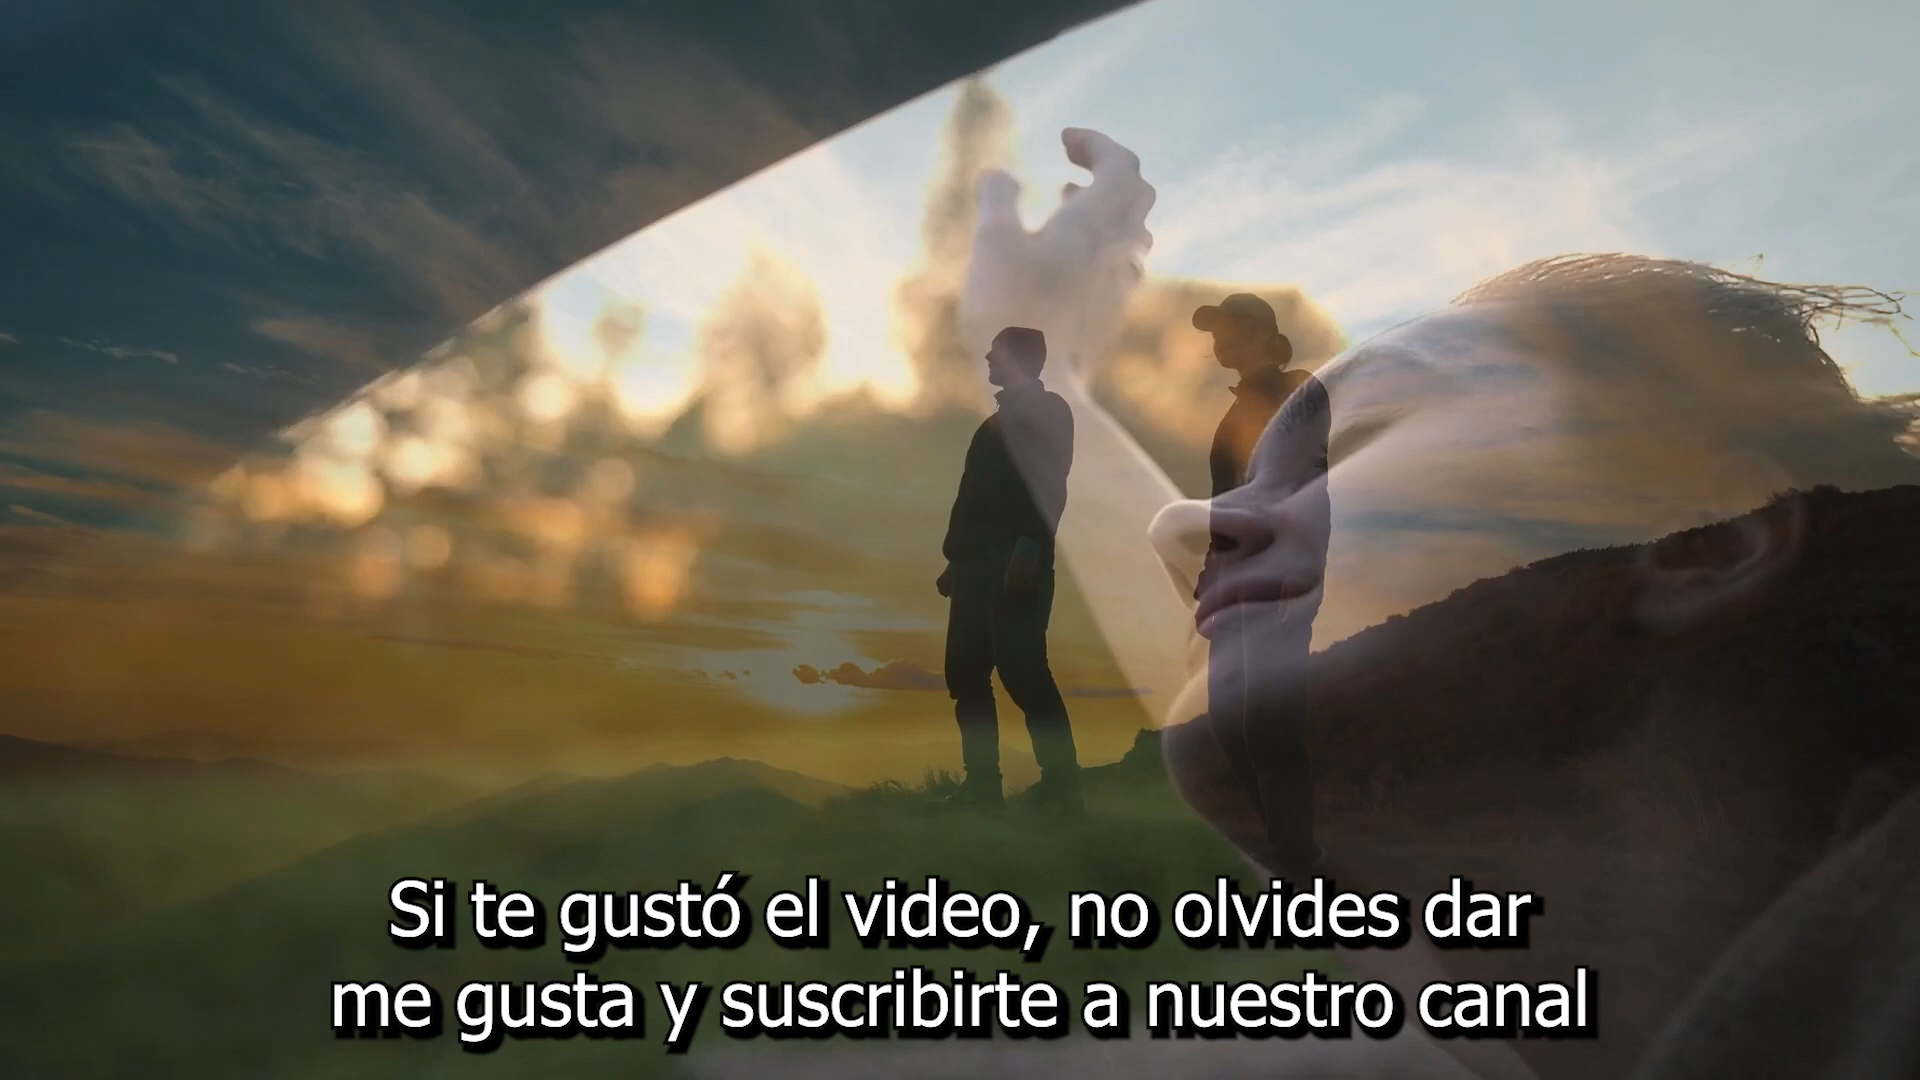 Si te gustó el video, no olvides dar
me gusta y suscribirte a nuestro canal